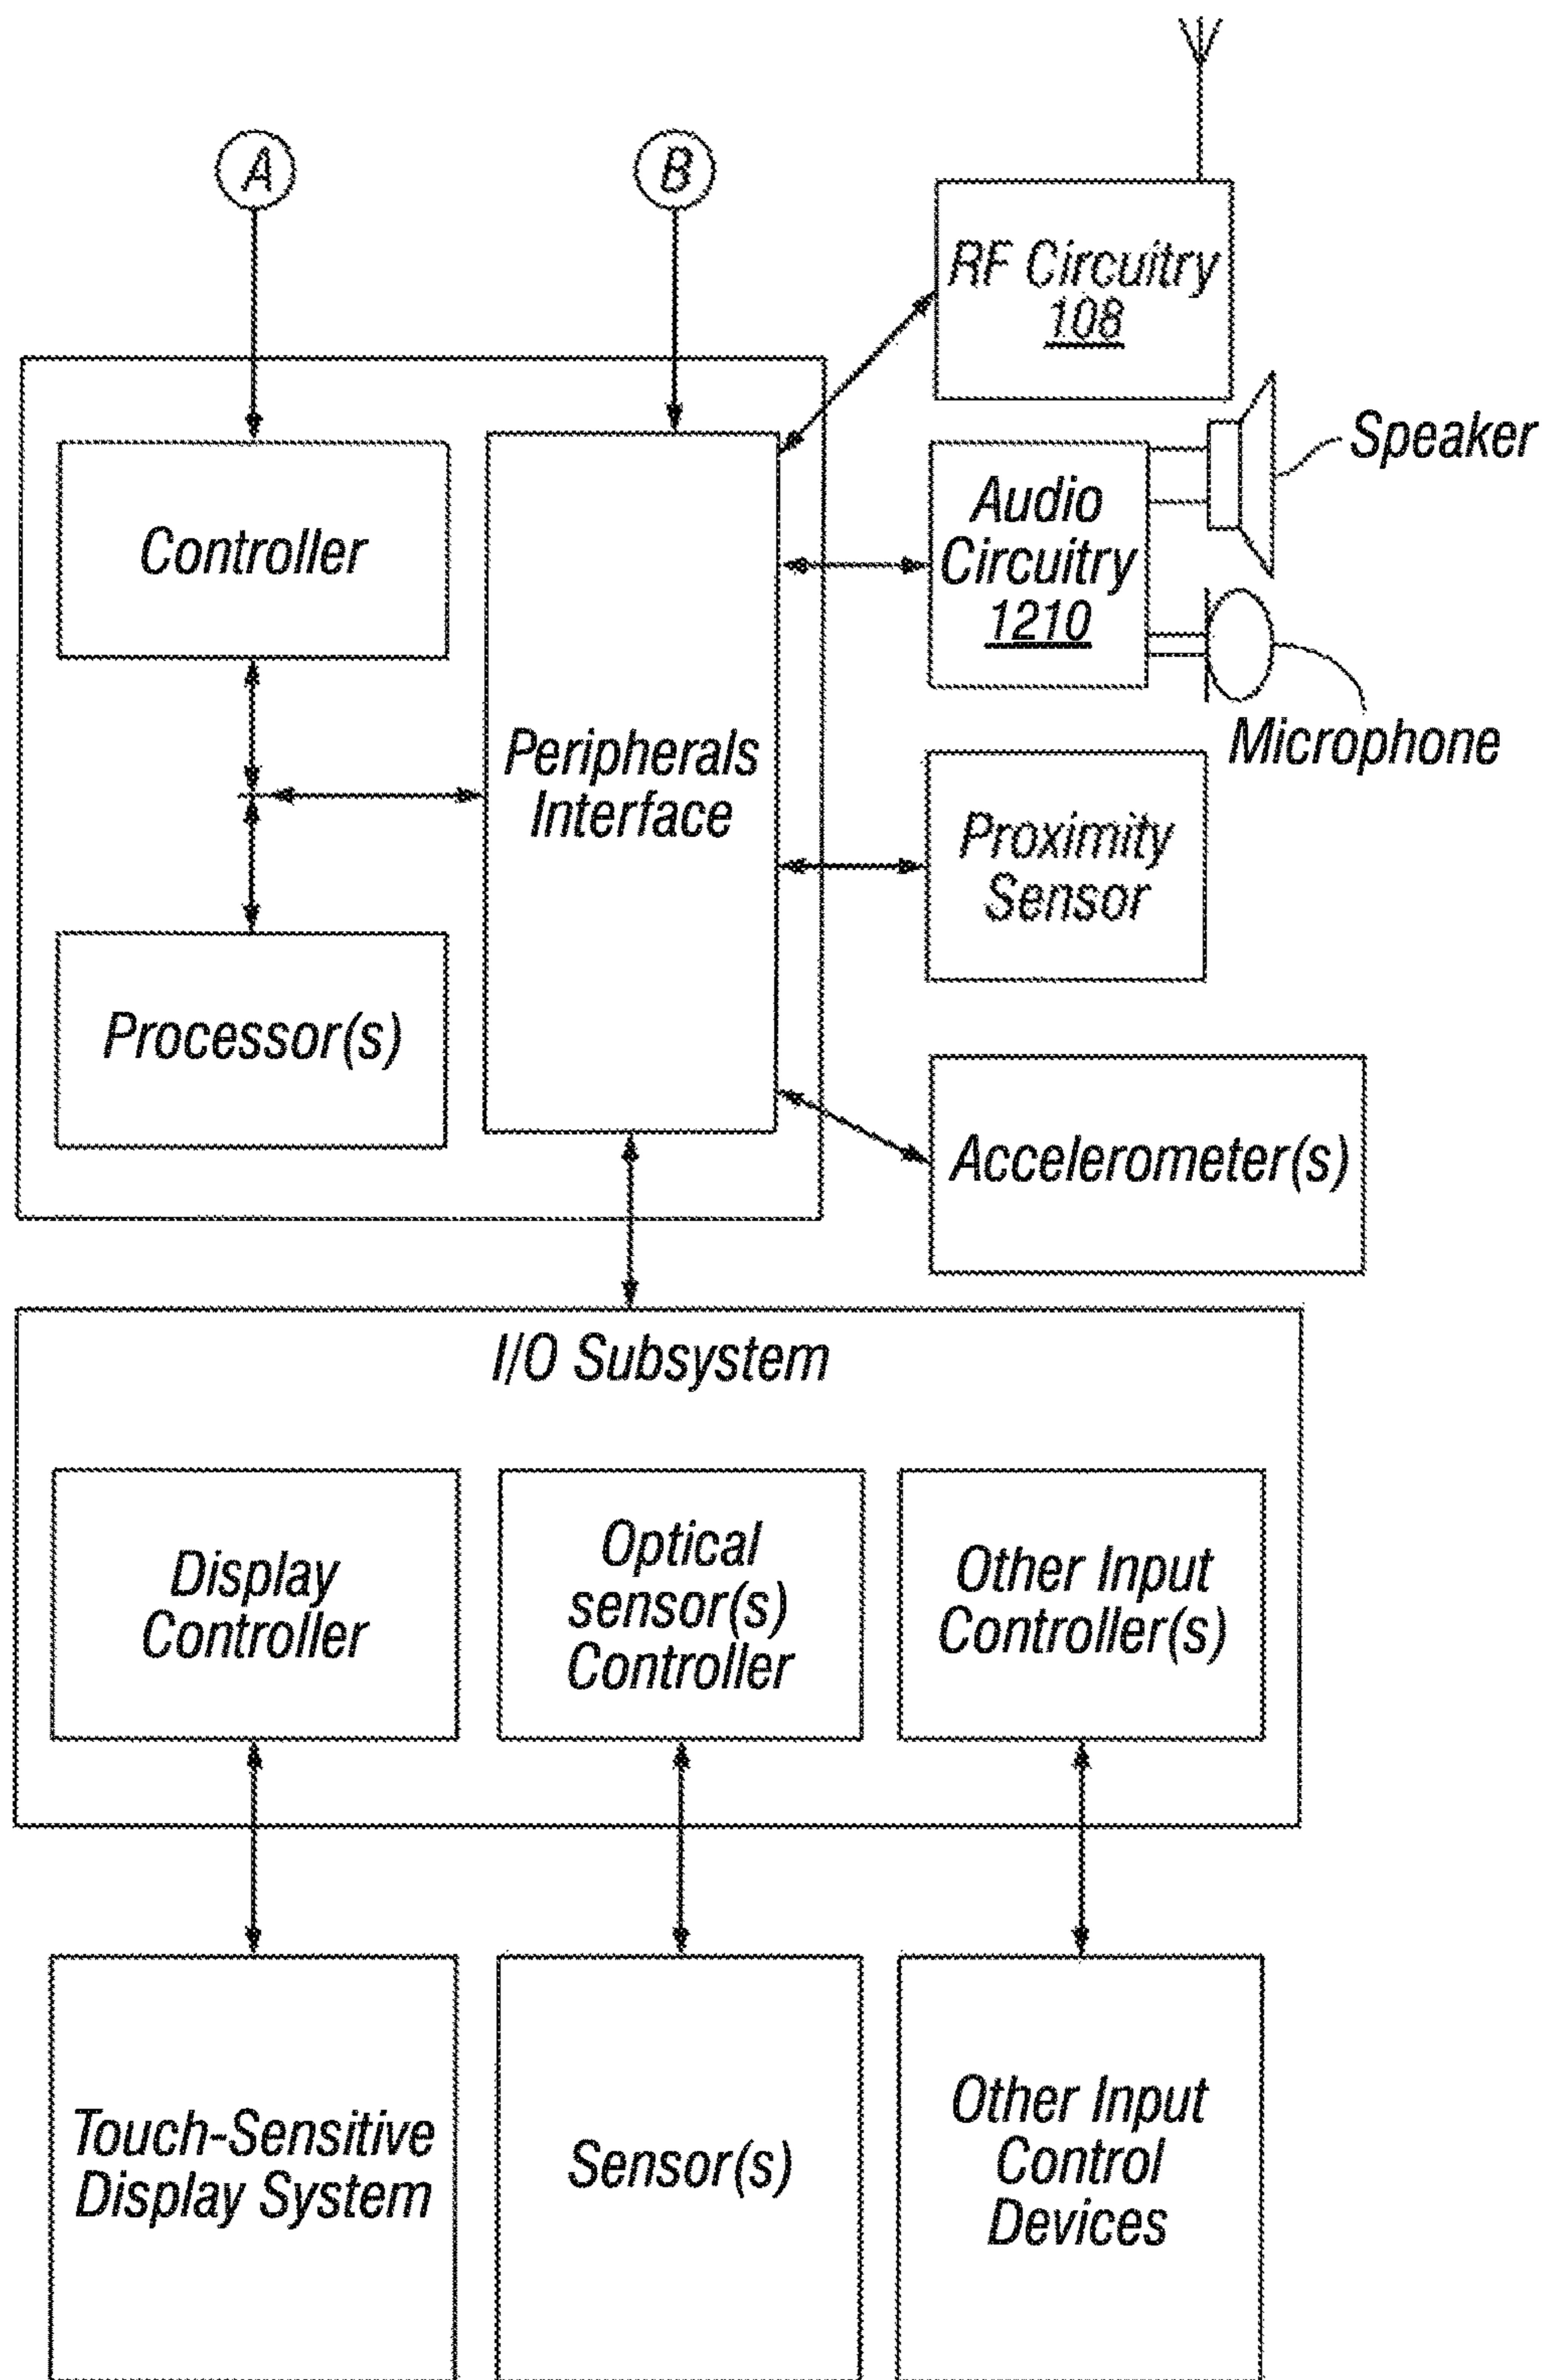 A
B
RF Circuitry
108
Speaker
Audio
Circuitry
1210
Microphone
Controller
Peripherals
Interface
Proximity
Sensor
Processor(s)
Accelerometer(s)
I/O Subsystem
Display
Controller
Optical
sensor(s)
Controller
Other Input
Controller(s)
Touch-Sensitive
Display System
Sensor(s)
Other Input
Control
Devices